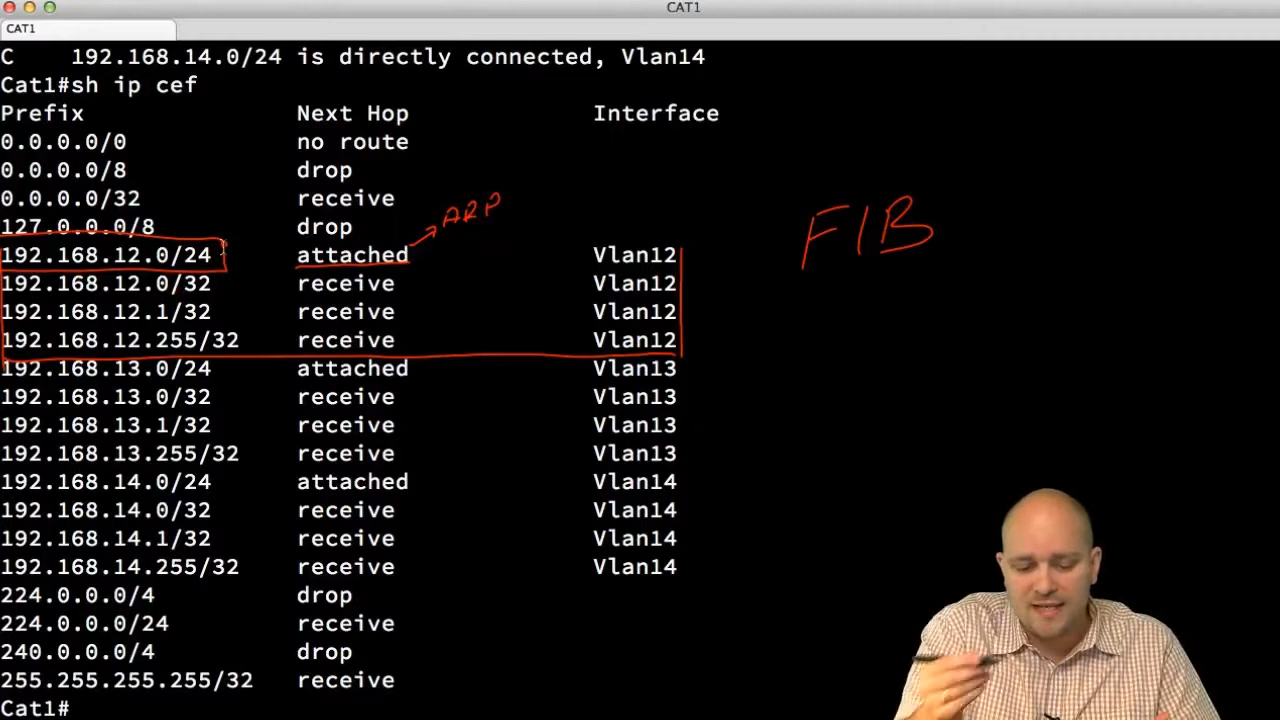 CAT1
CAT1
C    192.168.14.0/24 is directly connected, Vlan14
Cat1#sh ip cef
Prefix               Next Hop             Interface
0.0.0.0/0            no route
0.0.0.0/8            drop
0.0.0.0/32           receive
ARP
127.0.0.0/8          drop
FIB
192.168.12.0/24      attached             Vlan12
192.168.12.0/32      receive              Vlan12
192.168.12.1/32      receive              Vlan12
192.168.12.255/32    receive              Vlan12
192.168.13.0/24      attached             Vlan13
192.168.13.0/32      receive              Vlan13
192.168.13.1/32      receive              Vlan13
192.168.13.255/32    receive              Vlan13
192.168.14.0/24      attached             Vlan14
192.168.14.0/32      receive              Vlan14
192.168.14.1/32      receive              Vlan14
192.168.14.255/32    receive              Vlan14
224.0.0.0/4          drop
224.0.0.0/24         receive
240.0.0.0/4          drop
255.255.255.255/32   receive
Cat1#